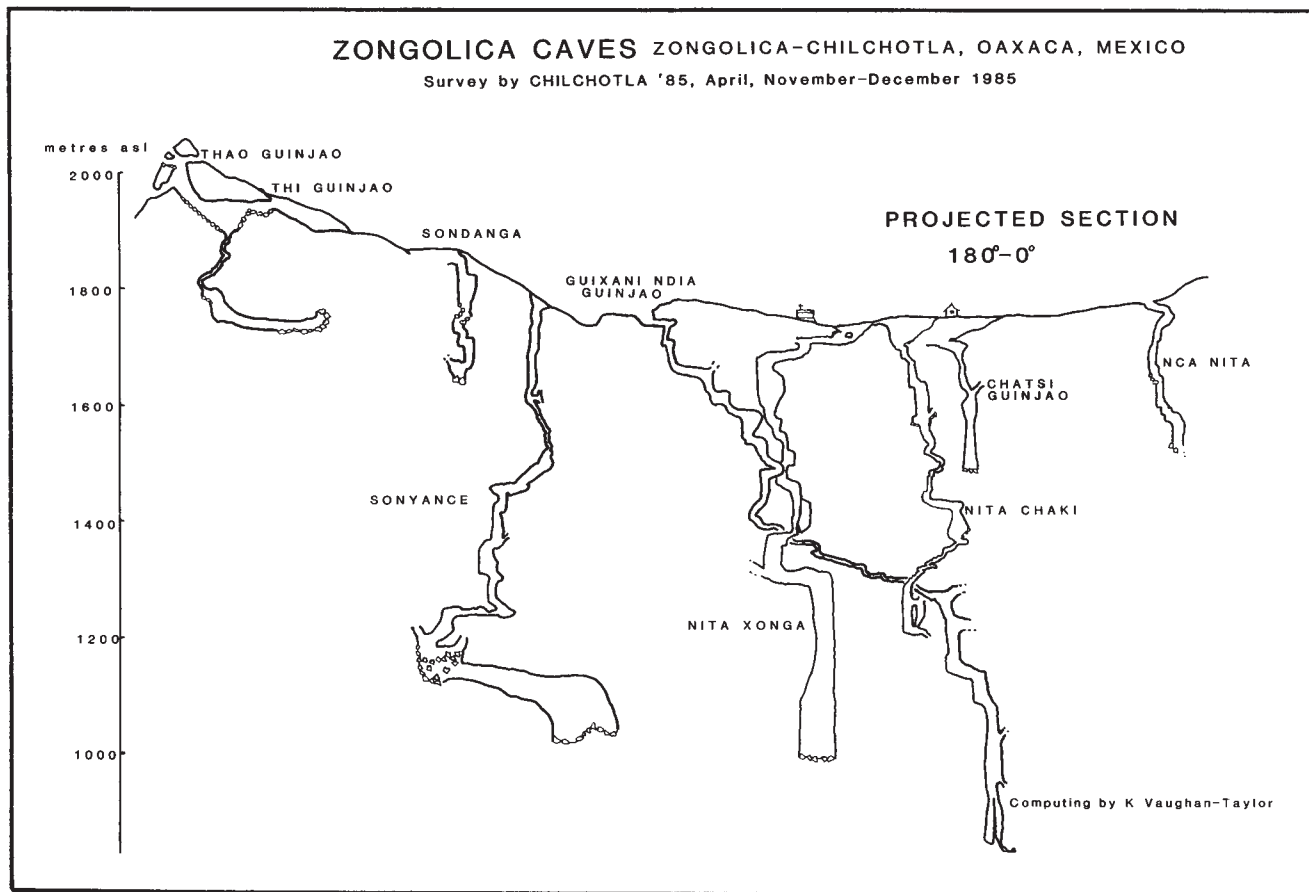 ZONGOLICA CAVES ZONGOLICA-CHILCHOTLA, OAXACA, MEXICO
Survey by CHILCHOTLA '85, April, November-December 1985
metres asl
2000
1800
1600
1400
1200
1000
THAO GUINJAO
THI GUINJAO
SONDANGA
PROJECTED SECTION
180°-0°
GUIXANI NDIA
GUINJAO
NCA NITA
CHATSI
GUINJAO
SONYANCE
NITA CHAKI
NITA XONGA
Computing by K Vaughan-Taylor